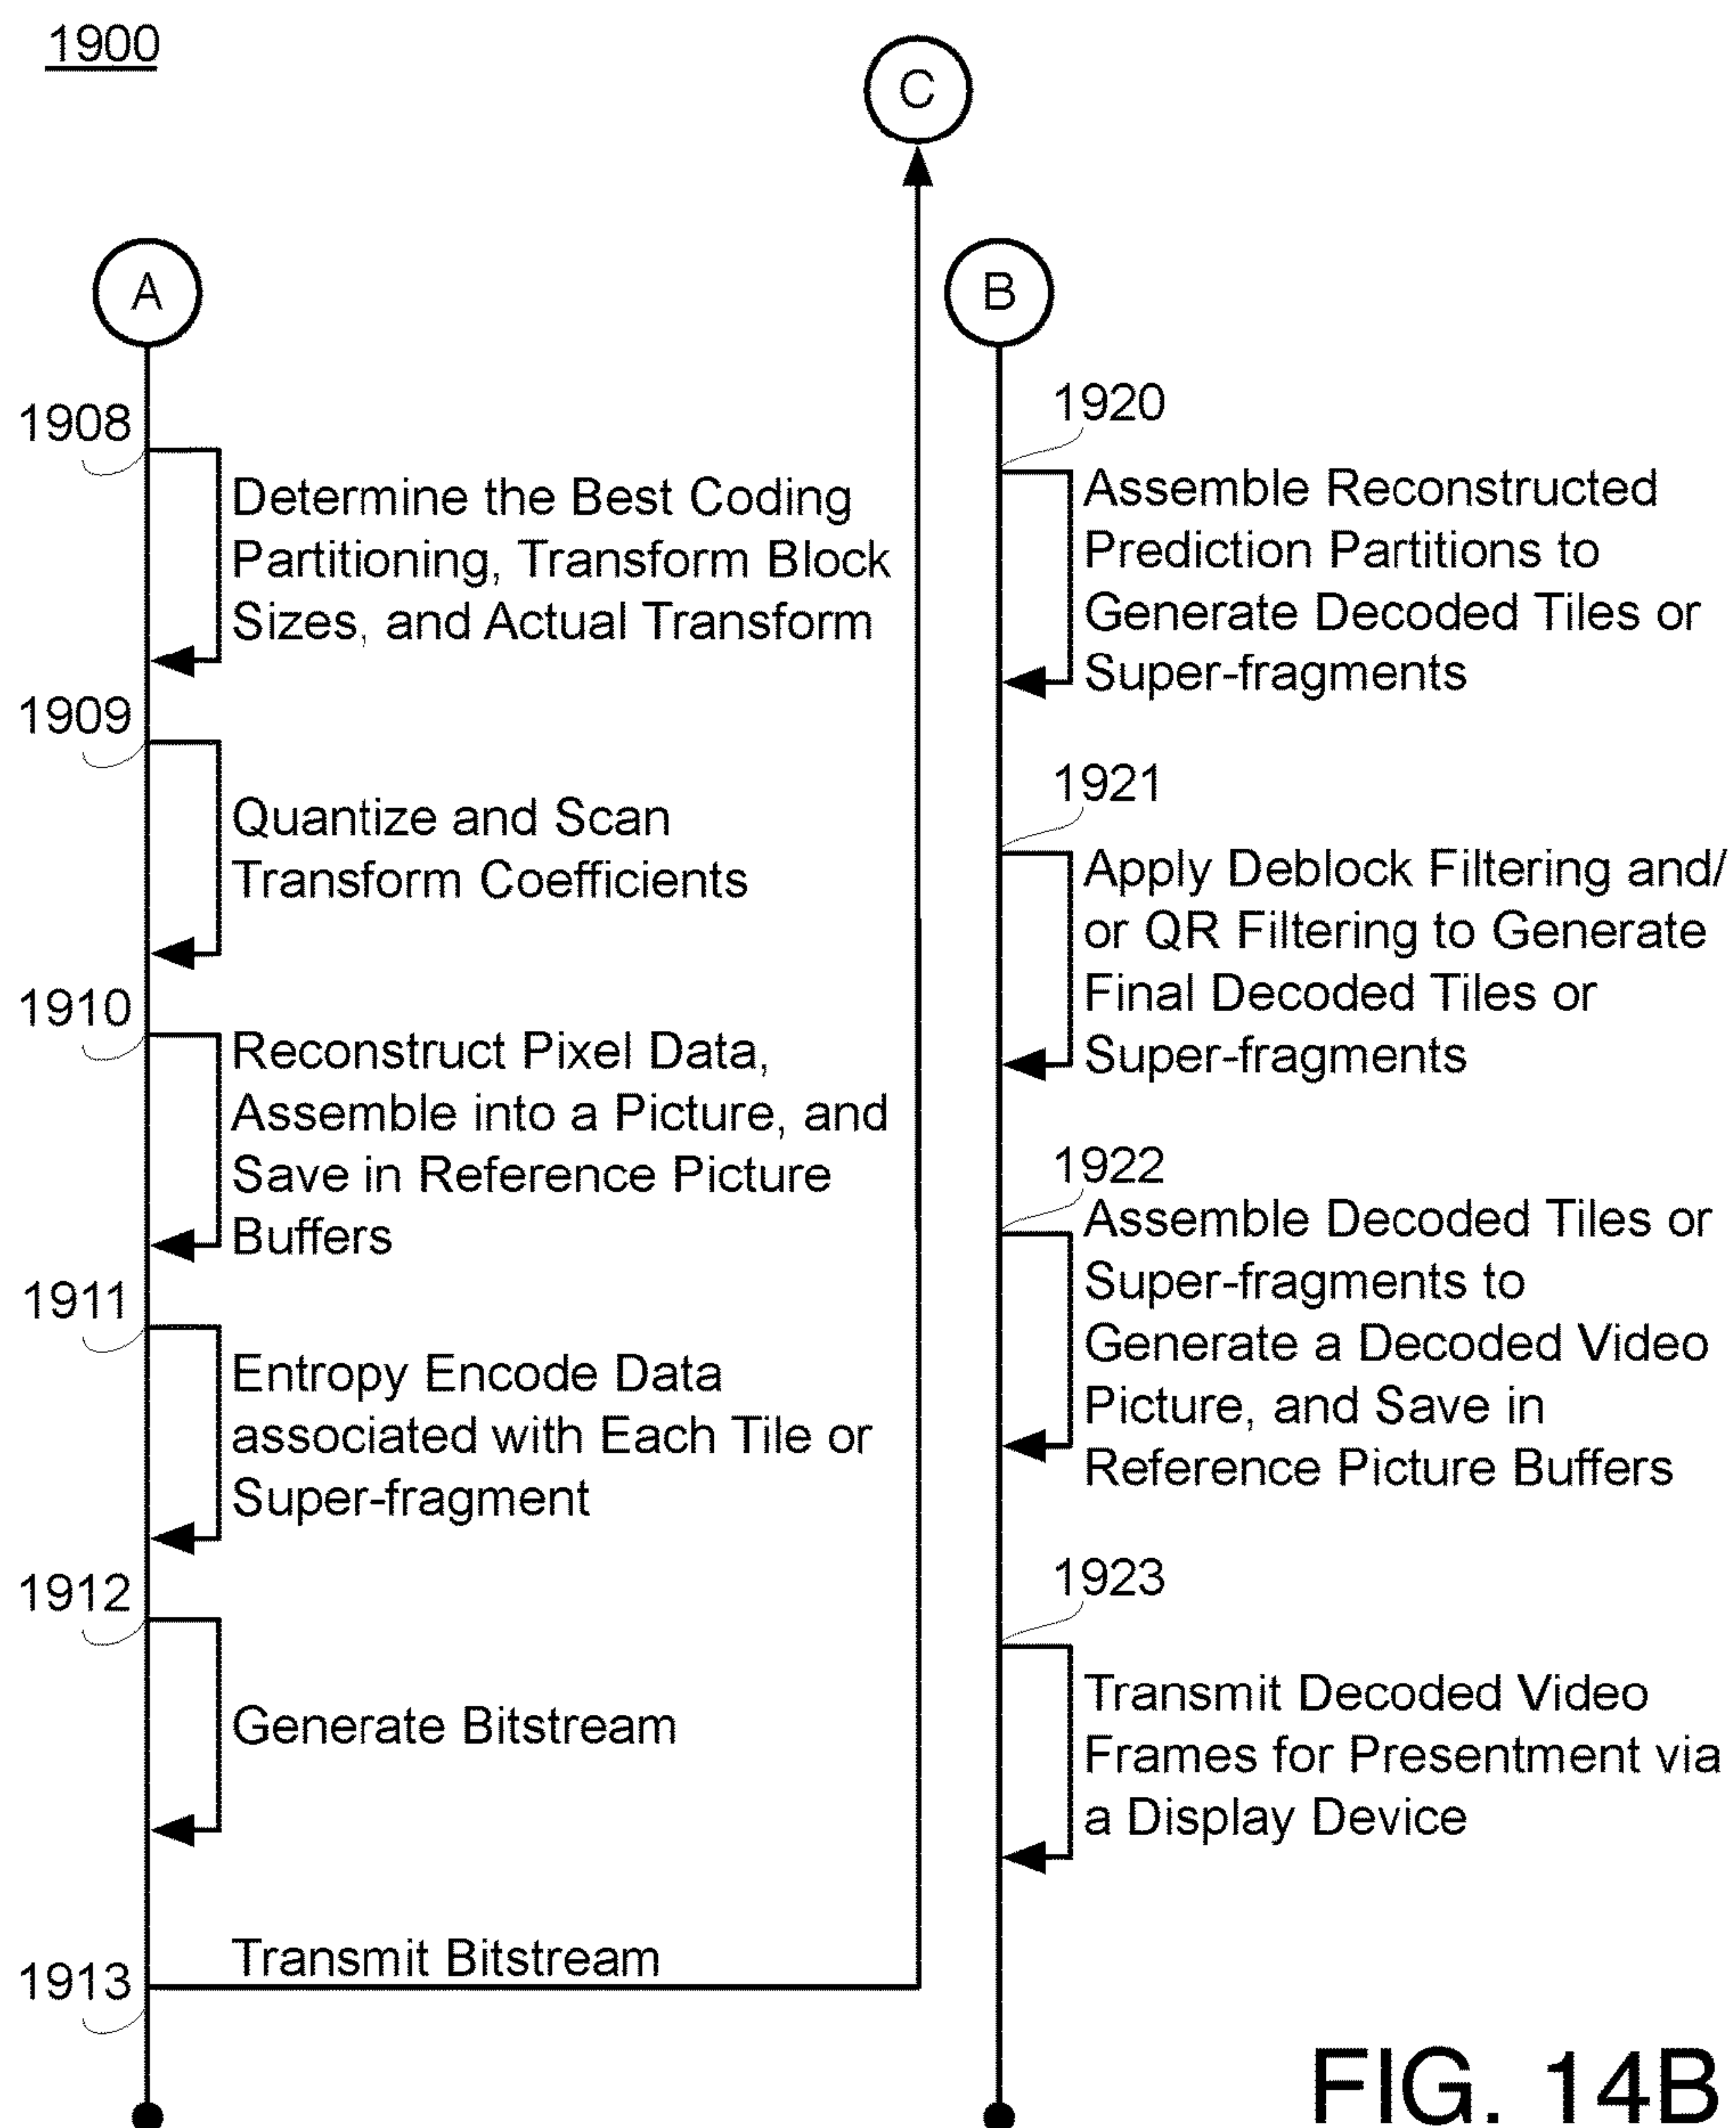 1900
C
A
B
1908
Determine the Best Coding
Partitioning, Transform Block
Sizes, and Actual Transform
1909
Quantize and Scan
Transform Coefficients
1910
Reconstruct Pixel Data,
Assemble into a Picture, and
Save in Reference Picture
Buffers
1911
Entropy Encode Data
associated with Each Tile or
Super-fragment
1912
Generate Bitstream
Transmit Bitstream
1913
1920
Assemble Reconstructed
Prediction Partitions to
Generate Decoded Tiles or
Super-fragments
1921
Apply Deblock Filtering and/
or QR Filtering to Generate
Final Decoded Tiles or
Super-fragments
1922
Assemble Decoded Tiles or
Super-fragments to
Generate a Decoded Video
Picture, and Save in
Reference Picture Buffers
1923
Transmit Decoded Video
Frames for Presentment via
a Display Device
FIG. 14B